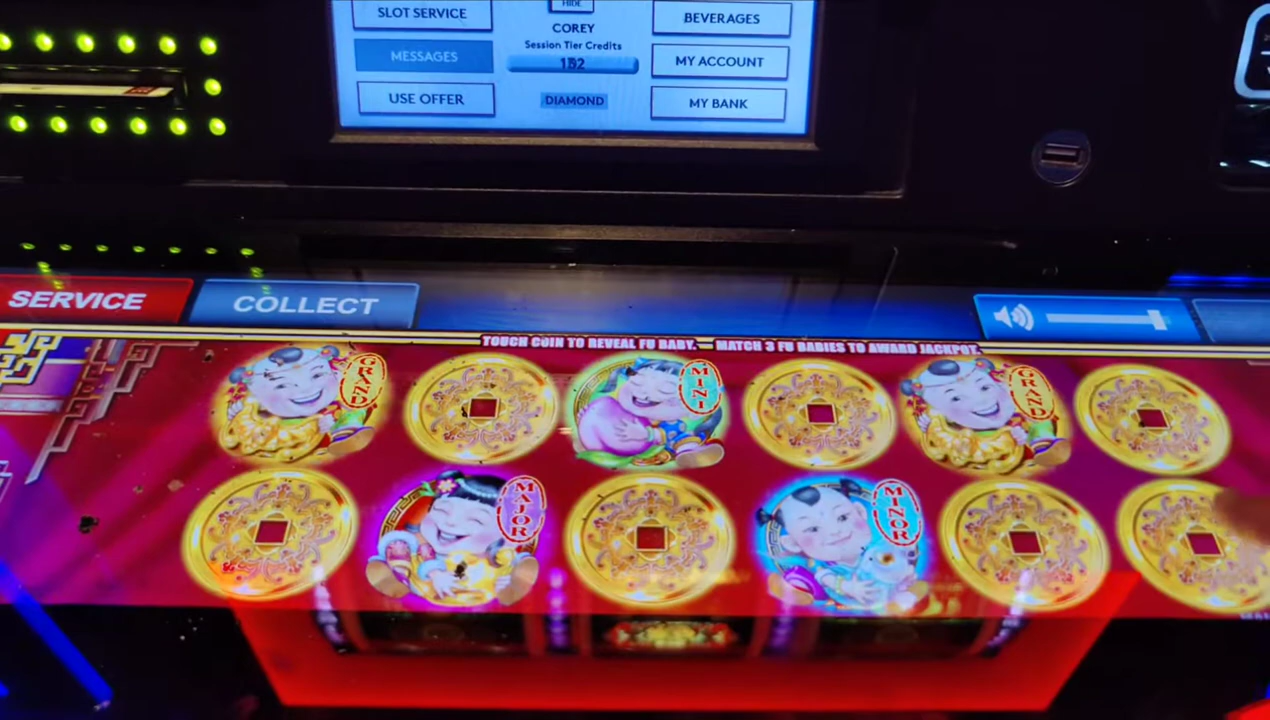 SLOT SERVICE
HIDE
BEVERAGES
COREY
Session Tier Credits
MESSAGES
MY ACCOUNT
USE OFFER
DIAMOND
MY BANK
SERVICE
COLLECT
TOUCH COIN TO REVEAL FU BABY. MATCH 3 FU BABIES TO AWARD JACKPOT.
GRAND
MINI
GRAND
MAJOR
MINOR